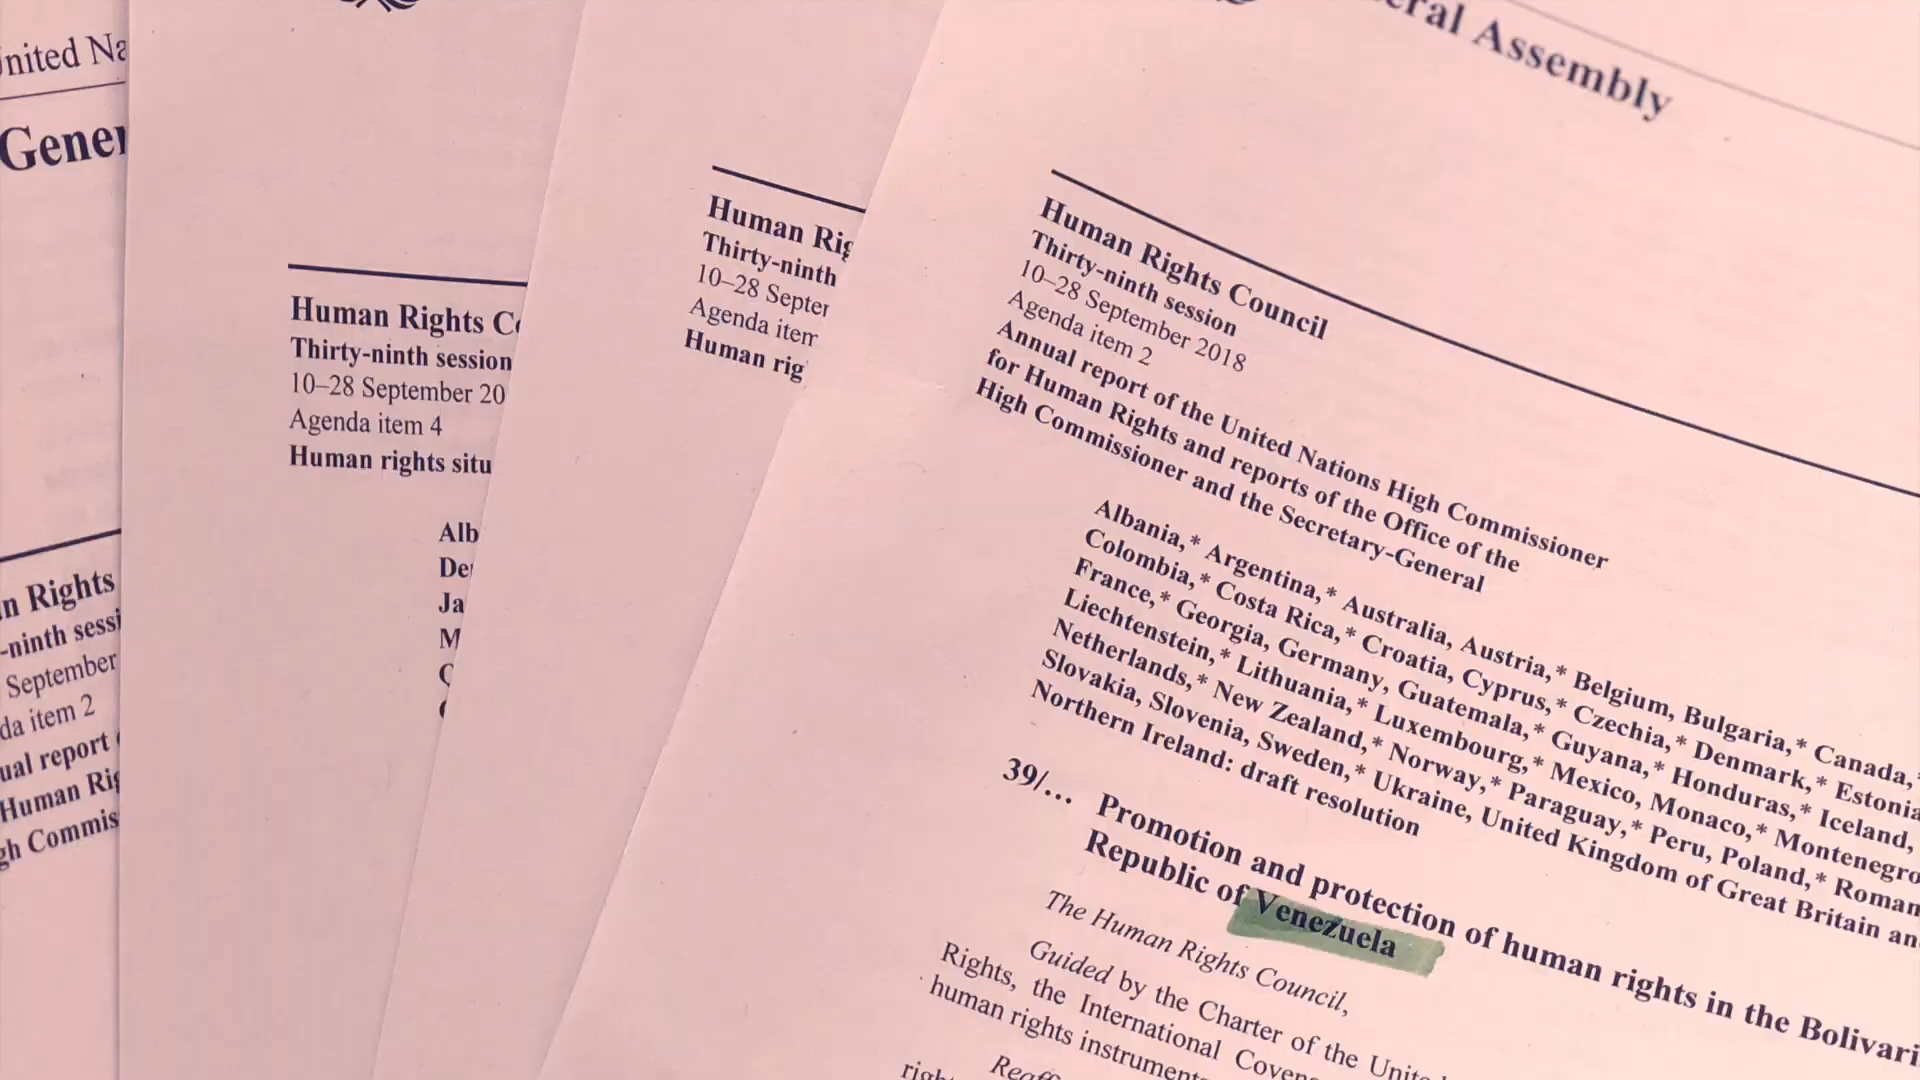 United Na
Gener
n Rights
-ninth sessi
September
da item 2
ual report
Human Rig
gh Commis
Human Rights Co
Thirty-ninth session
10–28 September 20
Agenda item 4
Human rights situ
Alb
De
Ja
M
Human Rig
Thirty-ninth
10–28 Septer
Agenda item
Human rig
eral Assembly
Human Rights Council
Thirty-ninth session
10–28 September 2018
Agenda item 2
Annual report of the United Nations High Commissioner
for Human Rights and reports of the Office of the
High Commissioner and the Secretary-General
Albania,* Argentina,* Australia, Austria,* Belgium, Bulgaria,* Canada,*
Colombia,* Costa Rica,* Croatia, Cyprus,* Czechia,* Denmark,* Estonia
France,* Georgia, Germany, Guatemala,* Guyana,* Honduras,* Iceland,
Liechtenstein,* Lithuania,* Luxembourg,* Mexico, Monaco,* Montenegro
Netherlands,* New Zealand,* Norway,* Paraguay,* Peru, Poland,* Roman
Slovakia, Slovenia, Sweden,* Ukraine, United Kingdom of Great Britain an
Northern Ireland: draft resolution
39/… Promotion and protection of human rights in the Bolivari
Republic of Venezuela
The Human Rights Council,
Guided by the Charter of the Unite
Rights, the International Coven
human rights instruments
Reaff
right